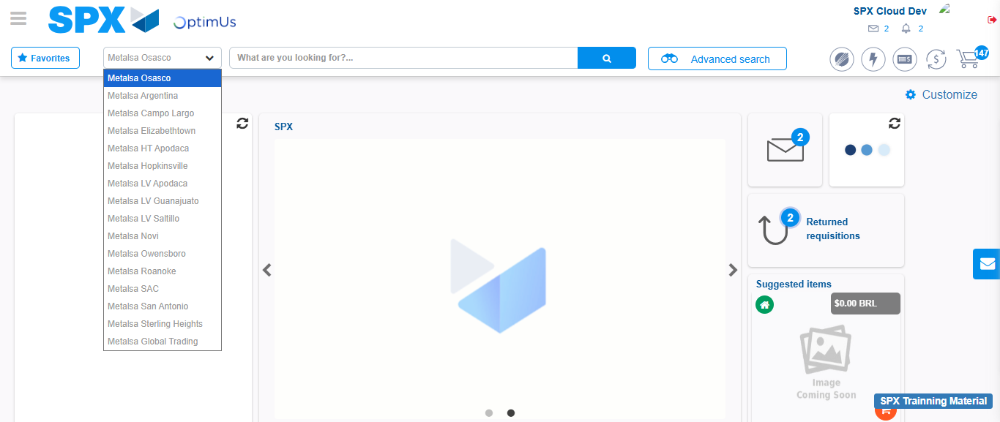 SPX
OptimUs
SPX Cloud Dev
2
2
Favorites
Metalsa Osasco
What are you looking for?...
Advanced search
147
Metalsa Osasco
Metalsa Argentina
Metalsa Campo Largo
Metalsa Elizabethtown
Metalsa HT Apodaca
Metalsa Hopkinsville
Metalsa LV Apodaca
Metalsa LV Guanajuato
Metalsa LV Saltillo
Metalsa Novi
Metalsa Owensboro
Metalsa Roanoke
Metalsa SAC
Metalsa San Antonio
Metalsa Sterling Heights
Metalsa Global Trading
Customize
SPX
2
2
Returned
requisitions
Suggested items
$0.00 BRL
Image
Coming Soon
SPX Trainning Material